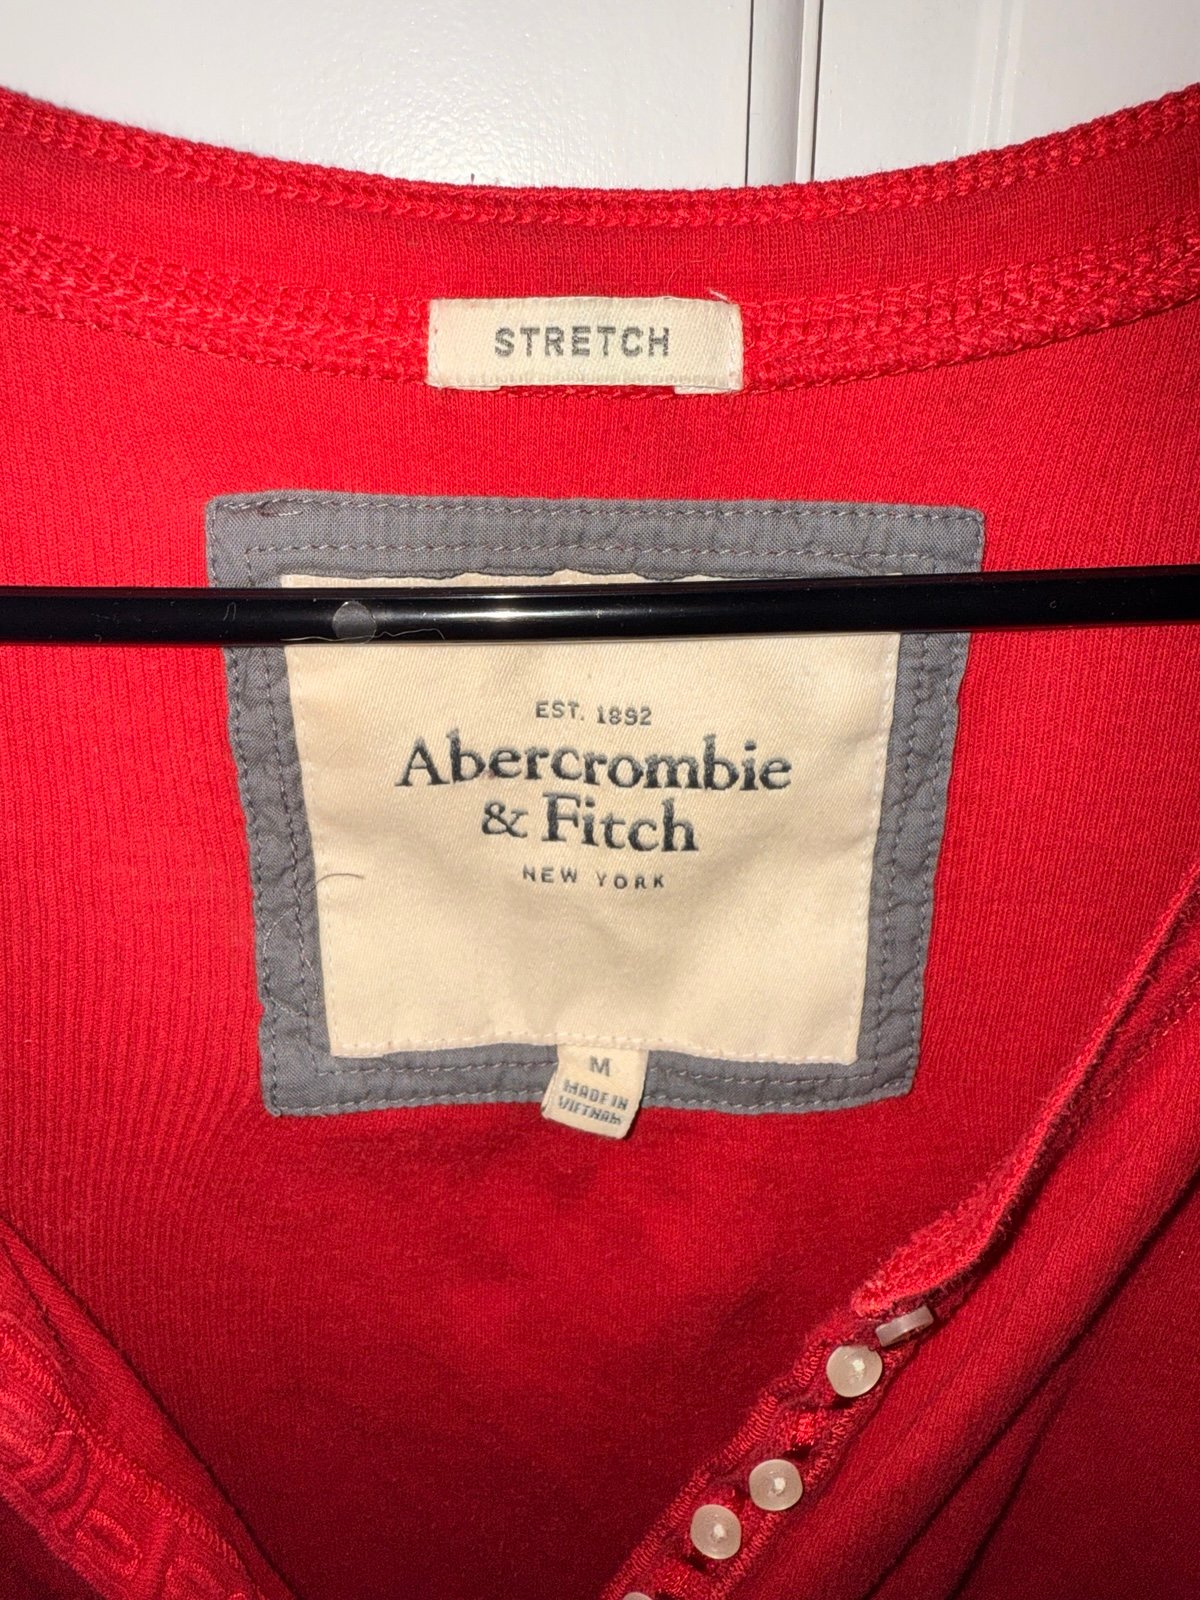 STRETCH
EST. 1892
Abercrombie
& Fitch
NEW YORK
M
MADE IN
VIETNAM